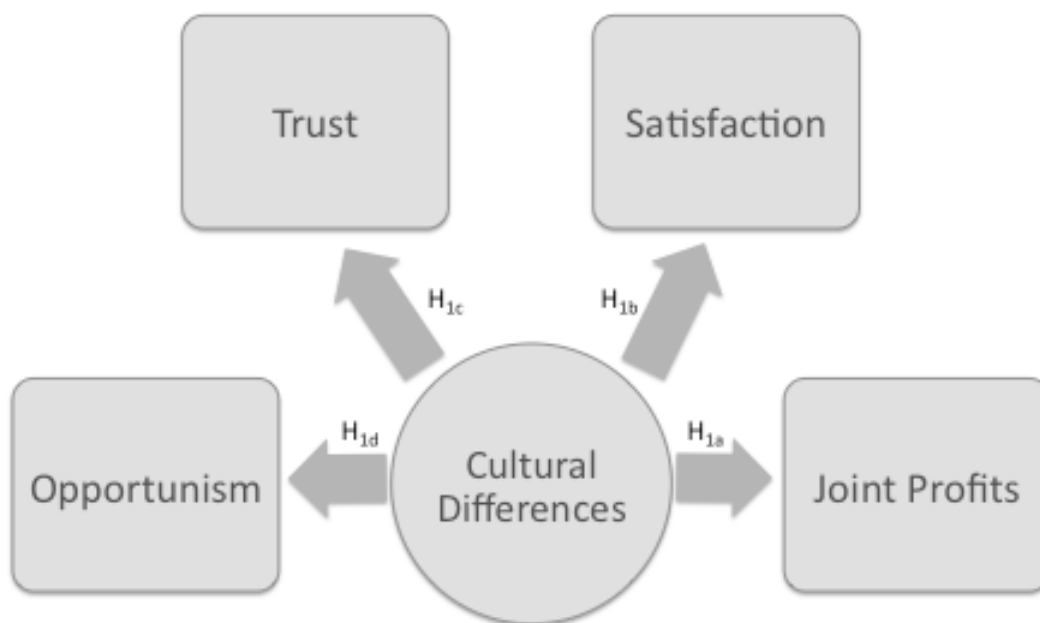 Trust
Satisfaction
H1c
H1b
H1d
H1a
Opportunism
Cultural
Differences
Joint Profits